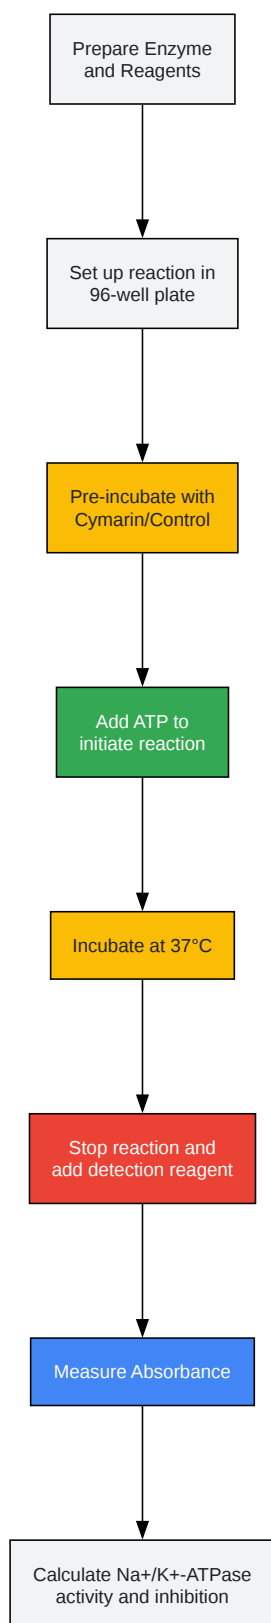 Prepare Enzyme
and Reagents
Set up reaction in
96-well plate
Pre-incubate with
Cymarin/Control
Add ATP to
initiate reaction
Incubate at 37°C
Stop reaction and
add detection reagent
Measure Absorbance
Calculate Na+/K+-ATPase
activity and inhibition